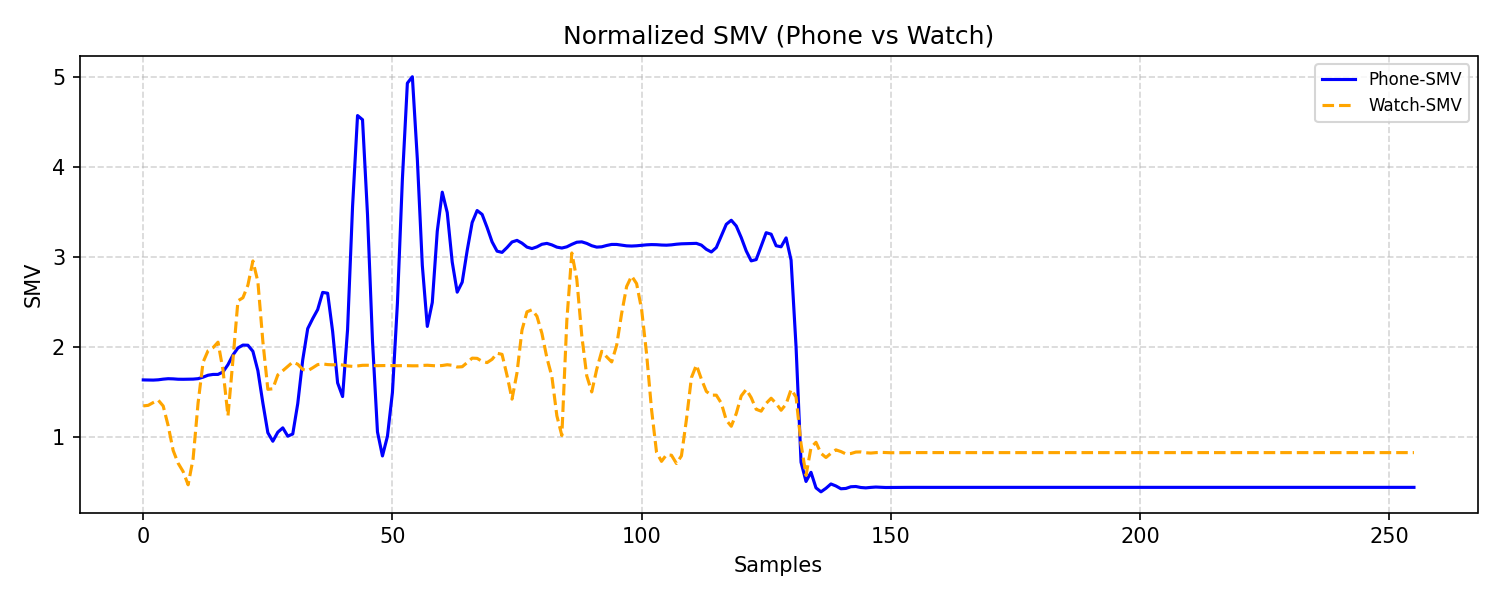 Normalized SMV (Phone vs Watch)
Phone-SMV
Watch-SMV
5
4
3
2
1
SMV
0 50 100 150 200 250
Samples